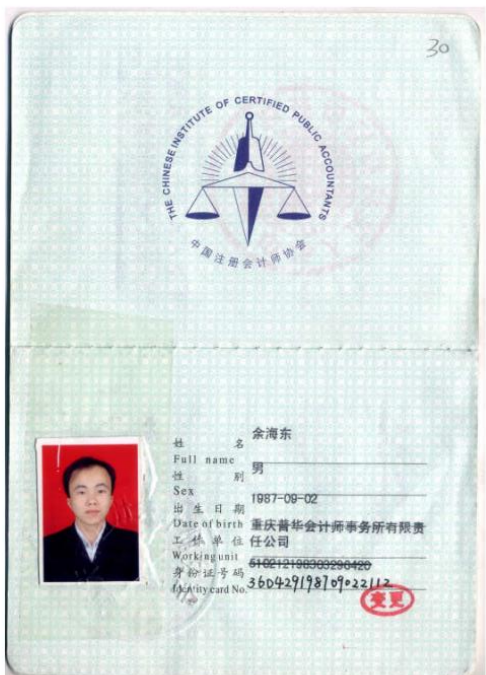 30
THE CHINESE INSTITUTE OF CERTIFIED PUBLIC ACCOUNTANTS
中国注册会计师协会
姓 名 余海东
Full name
性 别 男
Sex
出生日期 1987-09-02
Date of birth
工作单位 重庆普华会计师事务所有限责
Working unit 任公司
身份证号码 510212198303290420
Identity card No. 360429198709022112
变更